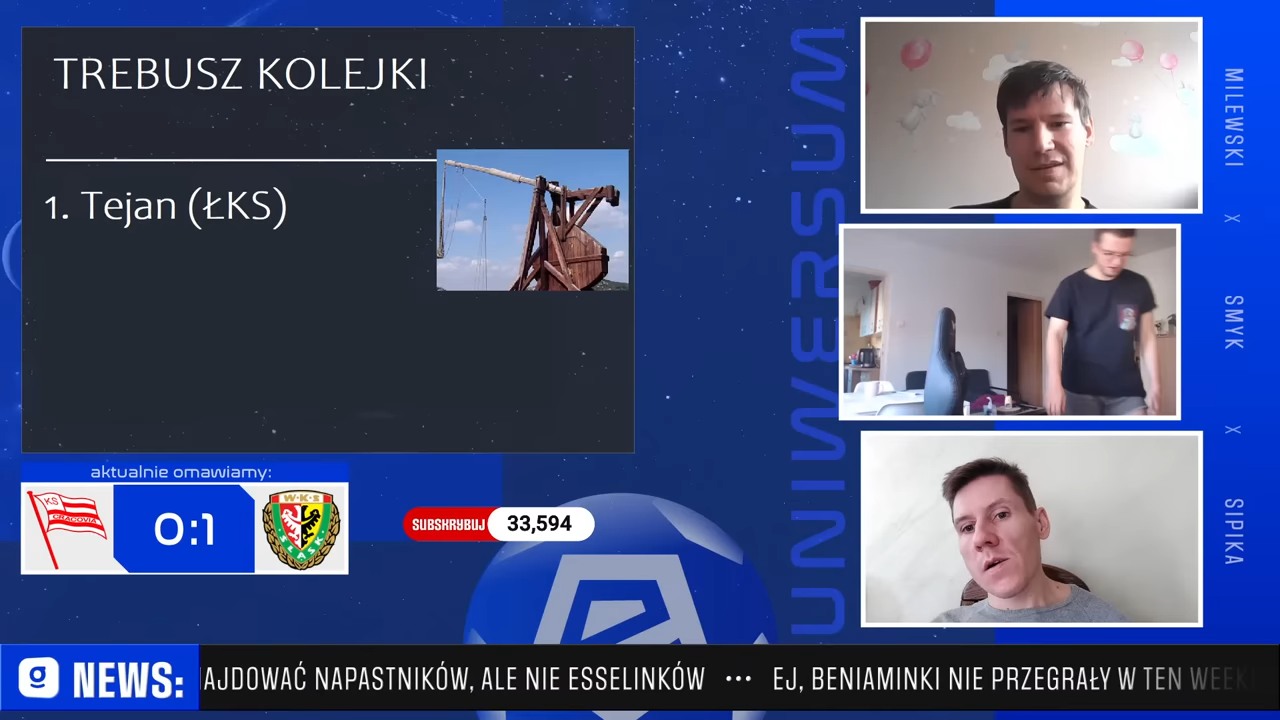 TREBUSZ KOLEJKI
1. Tejan (ŁKS)
aktualnie omawiamy:
KS
CRACOVIA
0:1
W•K•S
ŚLĄSK
SUBSKRYBUJ 33,594
UNIWERSUM
MILEWSKI X SMYK X SIPIKA
g NEWS:
AJDOWAĆ NAPASTNIKÓW, ALE NIE ESSELINKÓW ••• EJ, BENIAMINKI NIE PRZEGRAŁY W TEN